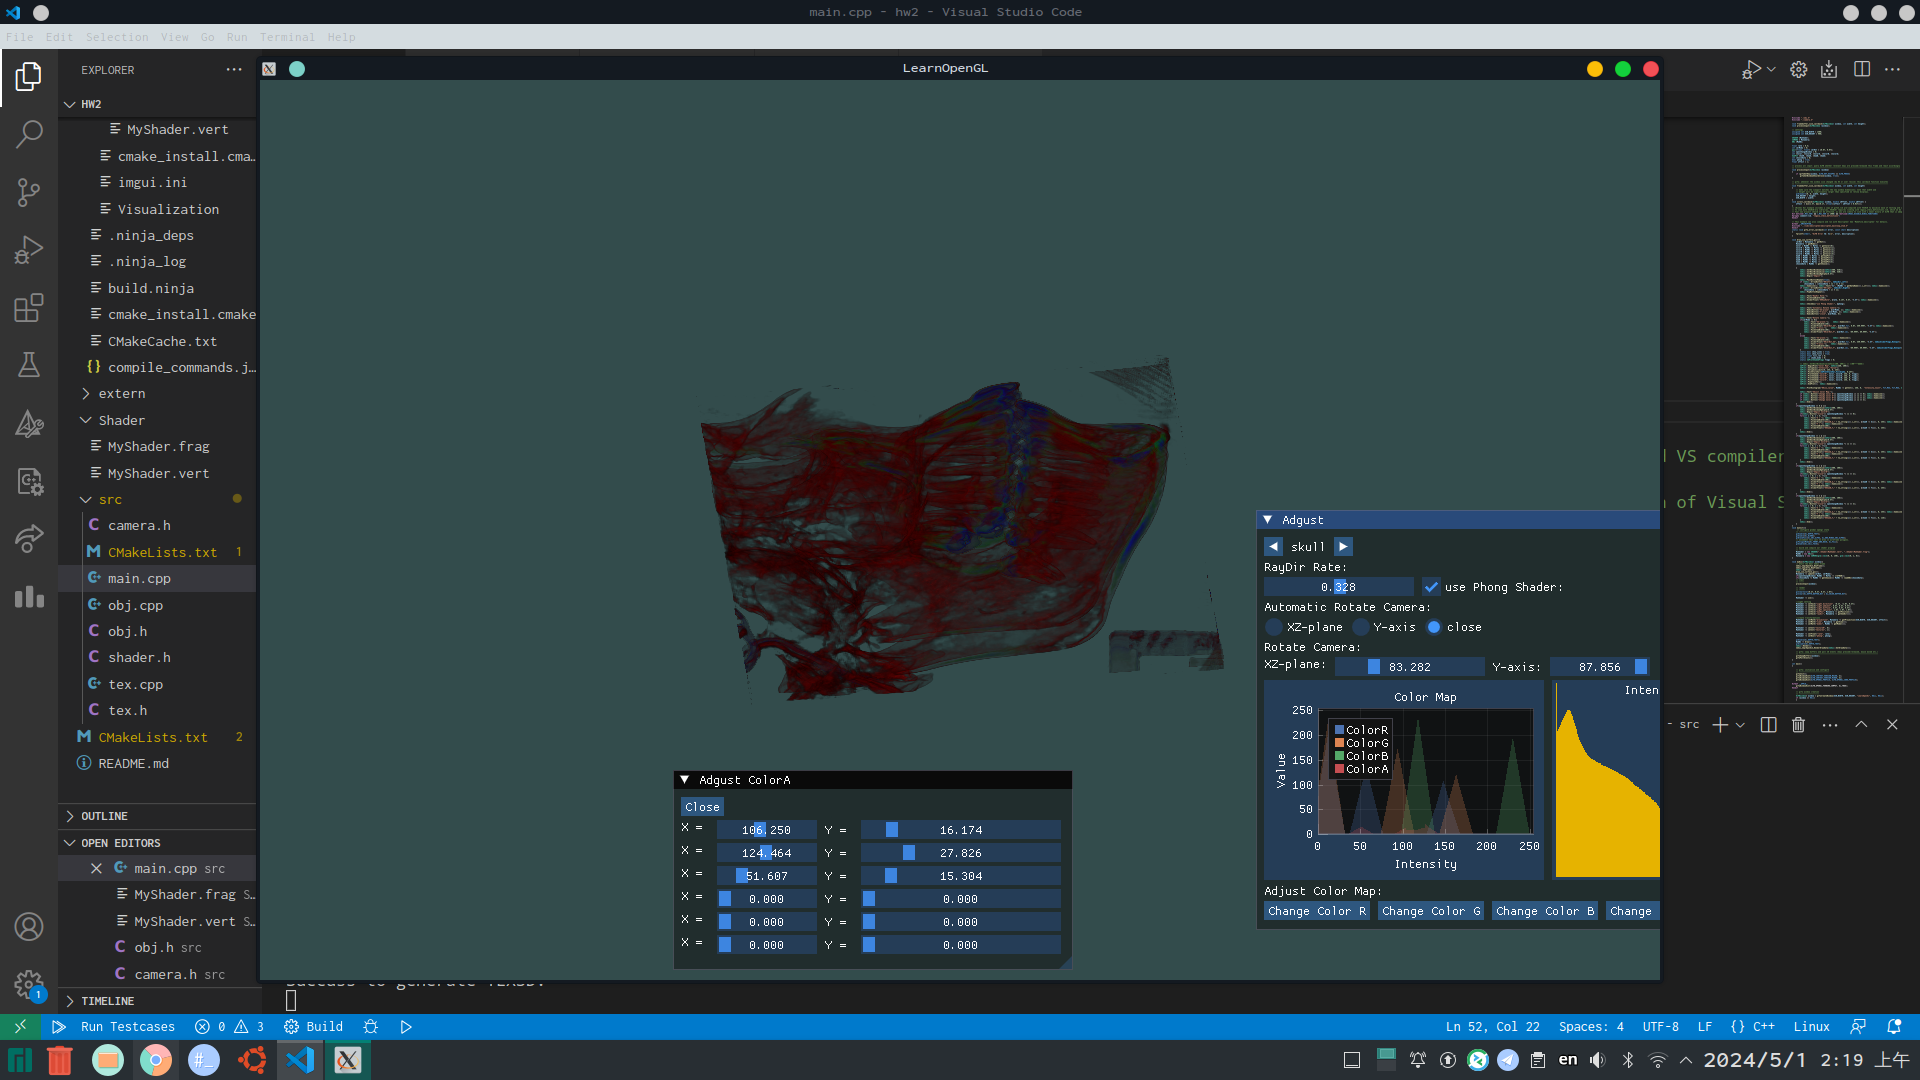 main.cpp - hw2 - Visual Studio Code
File Edit Selection View Go Run Terminal Help
EXPLORER
HW2
MyShader.vert
cmake_install.cma…
imgui.ini
Visualization
.ninja_deps
.ninja_log
build.ninja
cmake_install.cmake
CMakeCache.txt
{} compile_commands.j…
extern
Shader
MyShader.frag
MyShader.vert
src
C camera.h
M CMakeLists.txt 1
main.cpp
obj.cpp
C obj.h
C shader.h
tex.cpp
C tex.h
M CMakeLists.txt 2
README.md
OUTLINE
OPEN EDITORS
main.cpp src
MyShader.frag S…
MyShader.vert S…
C obj.h src
C camera.h src
TIMELINE
LearnOpenGL
VS compiler
n of Visual S
src
Adgust
skull
RayDir Rate:
0.328 use Phong Shader:
Automatic Rotate Camera:
XZ-plane Y-axis close
Rotate Camera:
XZ-plane: 83.282 Y-axis: 87.856
Color Map
250
200
150
100
50
0
Value
ColorR
ColorG
ColorB
ColorA
0 50 100 150 200 250
Intensity
Inten
Adjust Color Map:
Change Color R Change Color G Change Color B Change
Adgust ColorA
Close
X = 106.250 Y = 16.174
X = 124.464 Y = 27.826
X = 51.607 Y = 15.304
X = 0.000 Y = 0.000
X = 0.000 Y = 0.000
X = 0.000 Y = 0.000
Run Testcases 0 3 Build
Ln 52, Col 22 Spaces: 4 UTF-8 LF {} C++ Linux
1
en
2024/5/1 2:19 上午